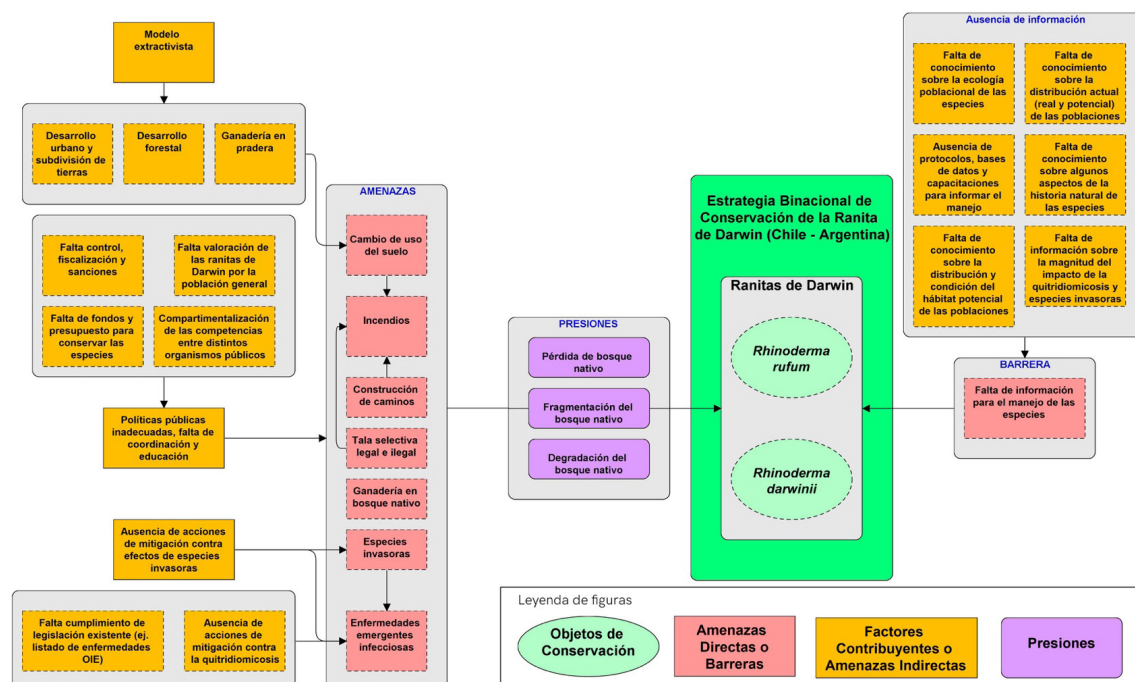 Modelo
extractivista
Desarrollo
urbano y
subdivisión de
tierras
Desarrollo
forestal
Ganadería en
pradera
Falta control,
fiscalización y
sanciones
Falta valoración de
las ranitas de
Darwin por la
población general
Falta de fondos y
presupuesto para
conservar las
especies
Compartimentalización
de las competencias
entre distintos
organismos públicos
Políticas públicas
inadecuadas, falta de
coordinación y
educación
Ausencia de acciones
de mitigación contra
efectos de especies
invasoras
Falta cumplimiento de
legislación existente (ej.
listado de enfermedades
OIE)
Ausencia de
acciones de
mitigación contra
la quitridiomicosis
AMENAZAS
Cambio de uso
del suelo
Incendios
Construcción
de caminos
Tala selectiva
legal e ilegal
Ganadería en
bosque nativo
Especies
invasoras
Enfermedades
emergentes
infecciosas
PRESIONES
Pérdida de bosque
nativo
Fragmentación del
bosque nativo
Degradación del
bosque nativo
Estrategia Binacional de
Conservación de la Ranita
de Darwin (Chile - Argentina)
Ranitas de Darwin
Rhinoderma
rufum
Rhinoderma
darwinii
Ausencia de información
Falta de
conocimiento
sobre la ecología
poblacional de las
especies
Falta de
conocimiento
sobre la
distribución actual
(real y potencial)
de las poblaciones
Ausencia de
protocolos, bases
de datos y
capacitaciones
para informar el
manejo
Falta de
conocimiento
sobre algunos
aspectos de la
historia natural de
las especies
Falta de
conocimiento
sobre la
distribución y
condición del
hábitat potencial
de las poblaciones
Falta de
información sobre
la magnitud del
impacto de la
quitridiomicosis y
especies invasoras
BARRERA
Falta de información
para el manejo de las
especies
Leyenda de figuras
Objetos de
Conservación
Amenazas
Directas o
Barreras
Factores
Contribuyentes o
Amenazas Indirectas
Presiones